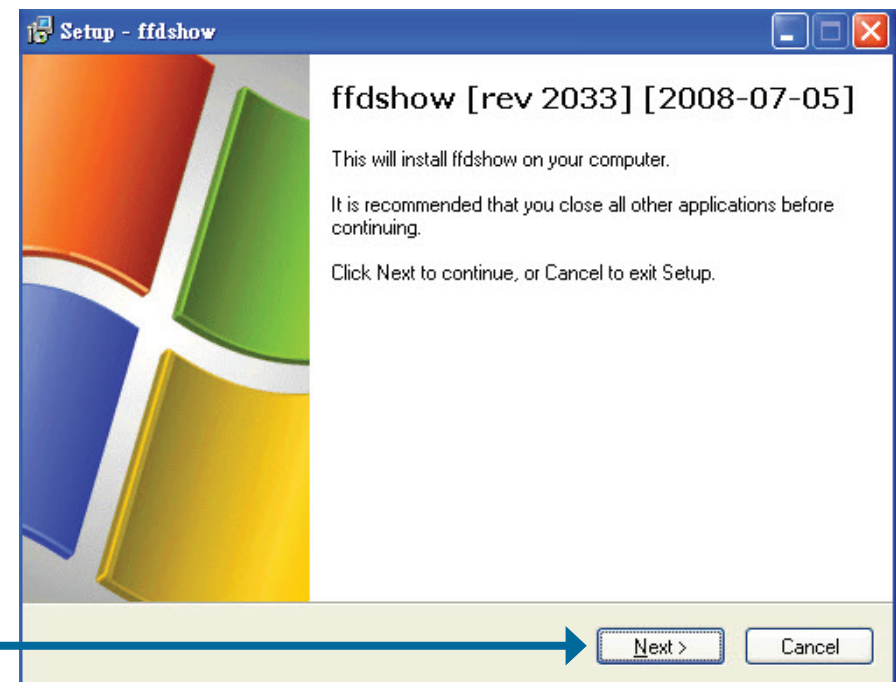 Setup - ffdshow
ffdshow [rev 2033] [2008-07-05]
This will install ffdshow on your computer.
It is recommended that you close all other applications before
continuing.
Click Next to continue, or Cancel to exit Setup.
Next >
Cancel